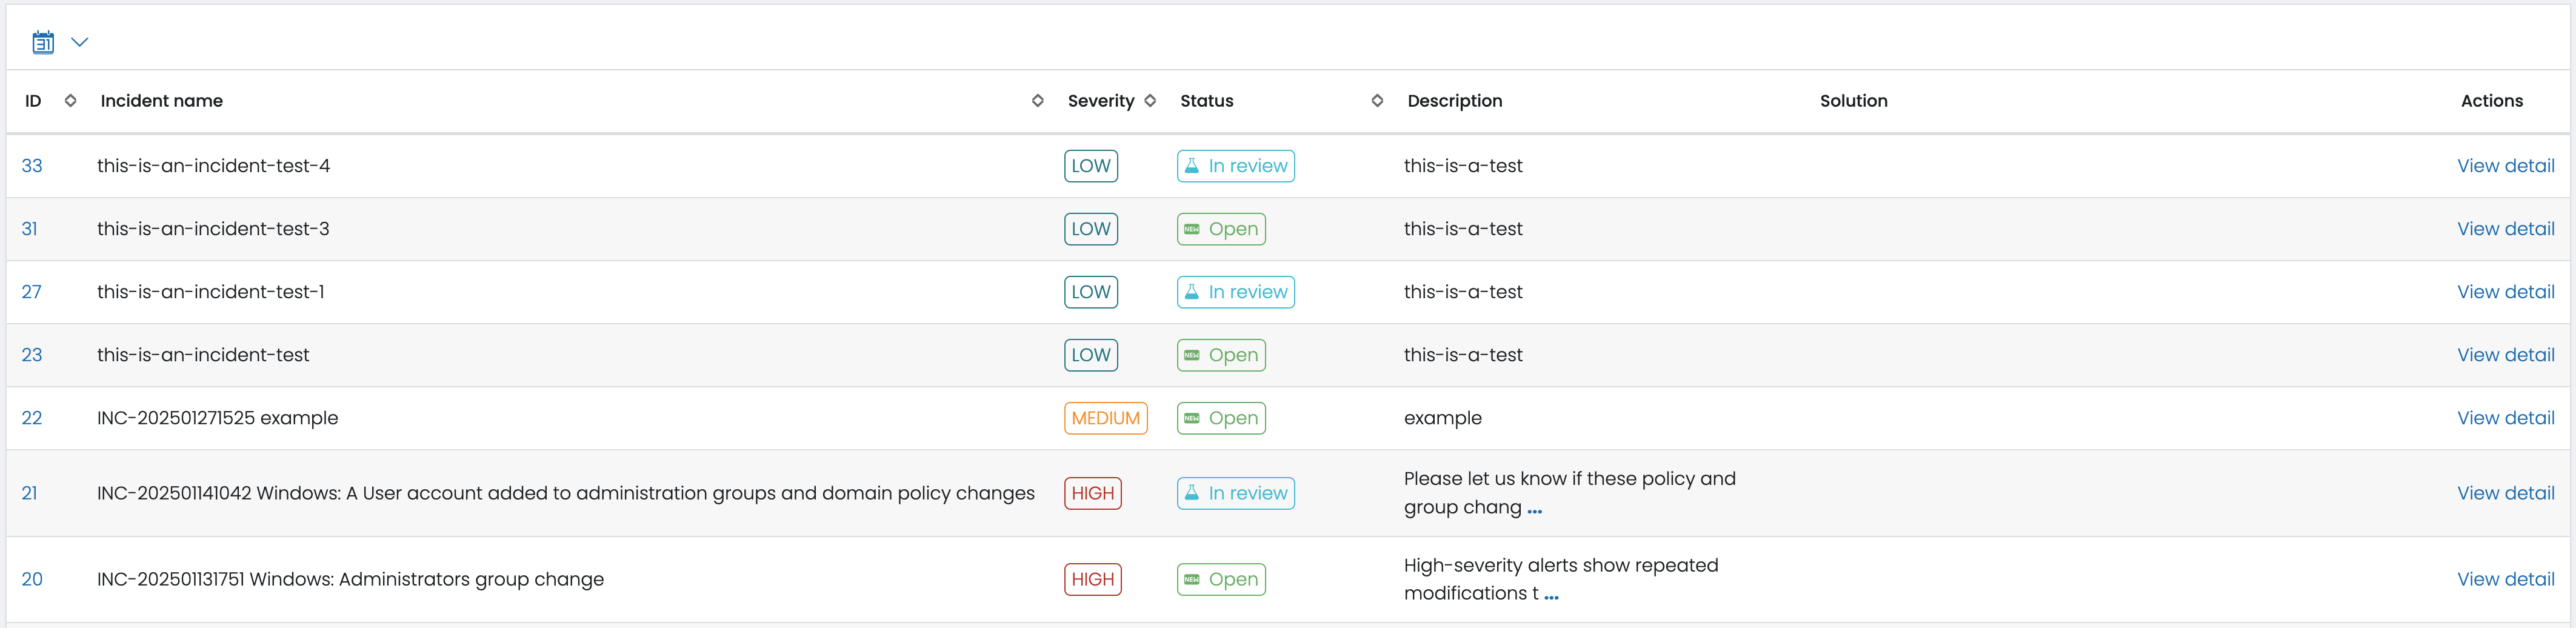 31
ID Incident name Severity Status Description Solution Actions
33 this-is-an-incident-test-4 LOW In review this-is-a-test View detail
31 this-is-an-incident-test-3 LOW NEW Open this-is-a-test View detail
27 this-is-an-incident-test-1 LOW In review this-is-a-test View detail
23 this-is-an-incident-test LOW NEW Open this-is-a-test View detail
22 INC-202501271525 example MEDIUM NEW Open example View detail
21 INC-202501141042 Windows: A User account added to administration groups and domain policy changes HIGH In review Please let us know if these policy and
group chang ... View detail
20 INC-202501131751 Windows: Administrators group change HIGH NEW Open High-severity alerts show repeated
modifications t ... View detail